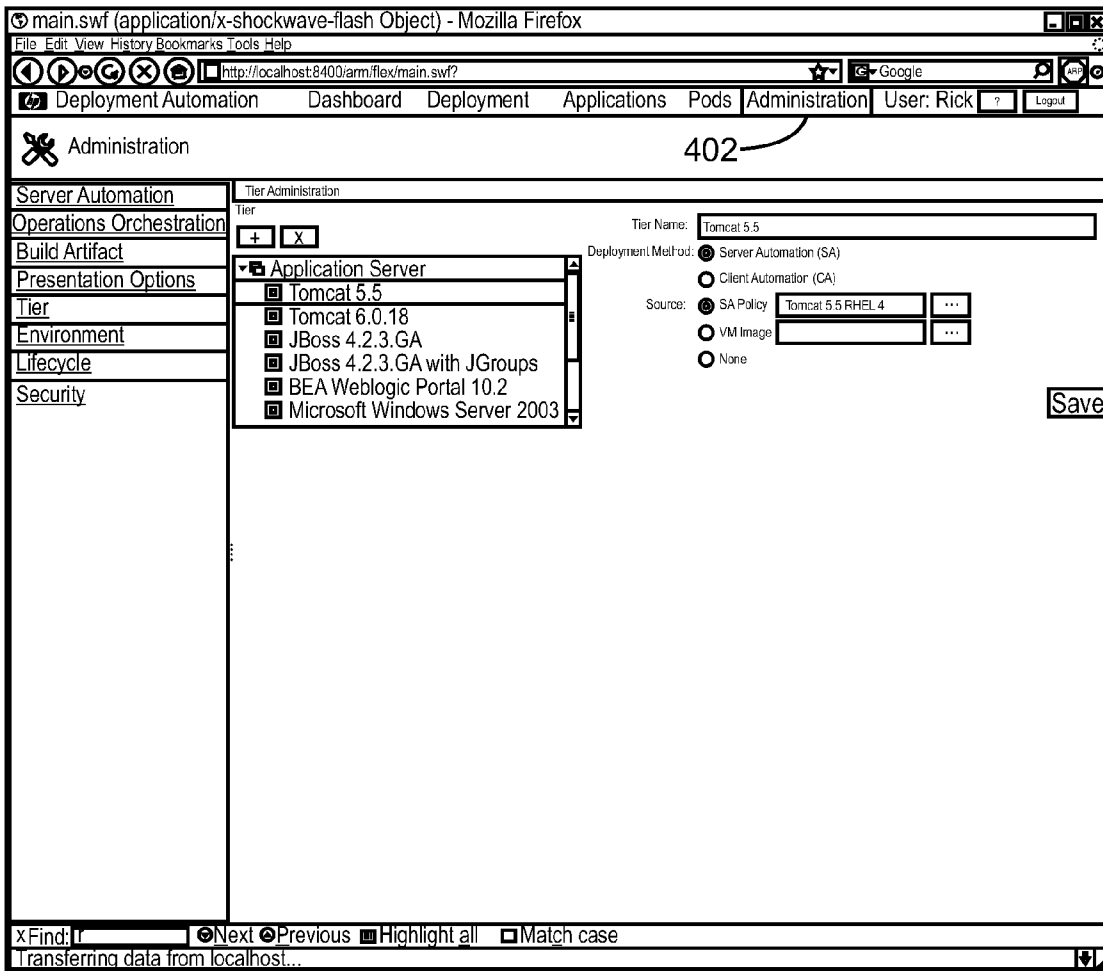 main.swf (application/x-shockwave-flash Object) - Mozilla Firefox
File Edit View History Bookmarks Tools Help
http://localhost:8400/arm/flex/main.swf? G Google ABP
hp Deployment Automation Dashboard Deployment Applications Pods Administration User: Rick ? Logout
Administration
402
Server Automation
Operations Orchestration
Build Artifact
Presentation Options
Tier
Environment
Lifecycle
Security
Tier Administration
Tier
+ X
Application Server
Tomcat 5.5
Tomcat 6.0.18
JBoss 4.2.3.GA
JBoss 4.2.3.GA with JGroups
BEA Weblogic Portal 10.2
Microsoft Windows Server 2003
Tier Name: Tomcat 5.5
Deployment Method: Server Automation (SA)
Client Automation (CA)
Source: SA Policy Tomcat 5.5 RHEL 4 ...
VM Image ...
None
Save
x Find: r Next Previous Highlight all Match case
Transferring data from localhost...